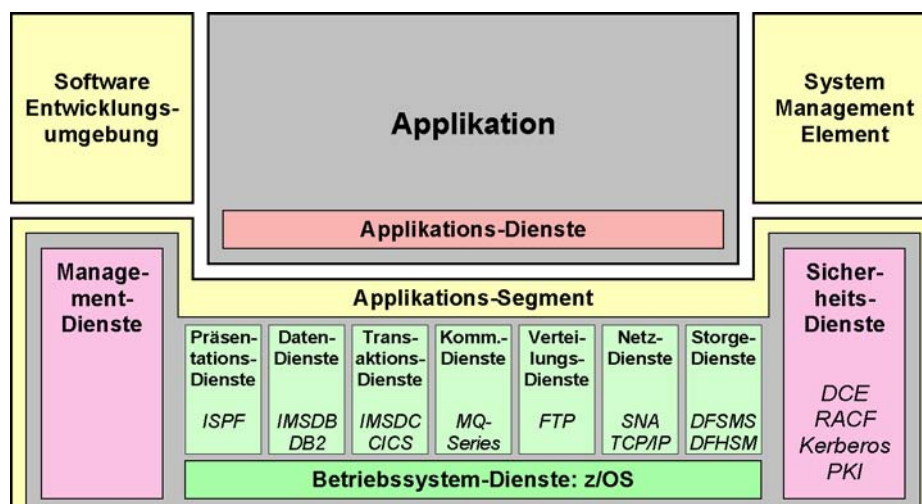 Software
Entwicklungs-
umgebung
Applikation
Applikations-Dienste
System
Management
Element
Manage-
ment-
Dienste
Applikations-Segment
Präsen-
tations-
Dienste
ISPF
Daten-
Dienste
IMSDB
DB2
Trans-
aktions-
Dienste
IMSDC
CICS
Komm.-
Dienste
MQ-
Series
Vertei-
lungs-
Dienste
FTP
Netz-
Dienste
SNA
TCP/IP
Storge-
Dienste
DFSMS
DFHSM
Betriebssystem-Dienste: z/OS
Sicher-
heits-
Dienste
DCE
RACF
Kerberos
PKI